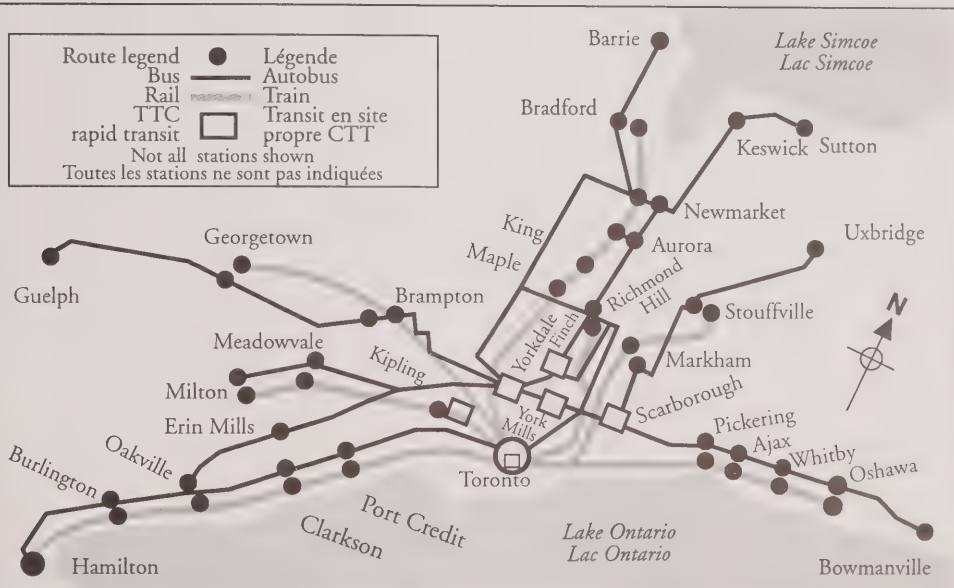 Route legend Légende
Bus Autobus
Rail Train
TTC
rapid transit
Transit en site
propre CTT
Not all stations shown
Toutes les stations ne sont pas indiquées
Barrie
Lake Simcoe
Lac Simcoe
Bradford
Keswick Sutton
Newmarket
King
Maple
Aurora
Uxbridge
Georgetown
Guelph
Brampton
Richmond
Hill
Stouffville
N
Meadowvale
Kipling
Yorkdale
Finch
Markham
Milton
York
Mills
Scarborough
Erin Mills
Pickering
Ajax
Whitby
Oshawa
Oakville
Burlington
Toronto
Port Credit
Clarkson
Lake Ontario
Lac Ontario
Hamilton
Bowmanville